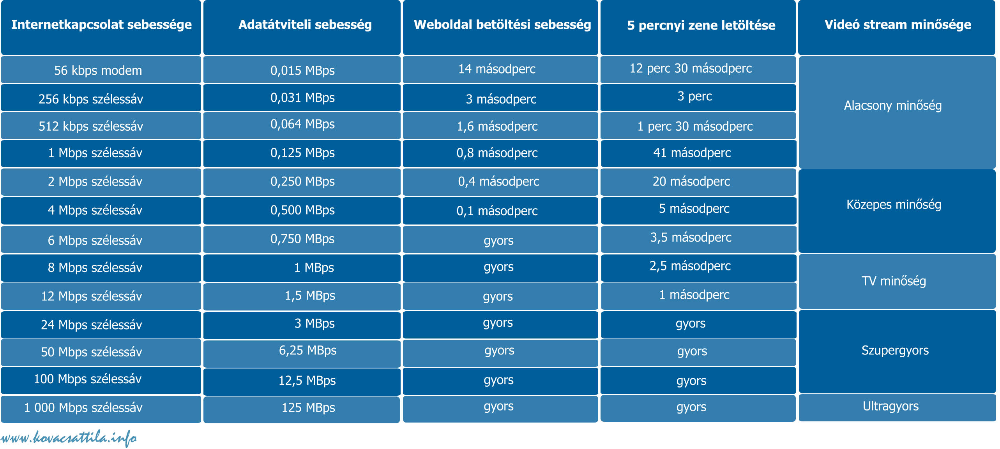 Internetkapcsolat sebessége Adatátviteli sebesség Weboldal betöltési sebesség 5 percnyi zene letöltése Videó stream minősége
56 kbps modem 0,015 MBps 14 másodperc 12 perc 30 másodperc
256 kbps szélessáv 0,031 MBps 3 másodperc 3 perc
Alacsony minőség
512 kbps szélessáv 0,064 MBps 1,6 másodperc 1 perc 30 másodperc
1 Mbps szélessáv 0,125 MBps 0,8 másodperc 41 másodperc
2 Mbps szélessáv 0,250 MBps 0,4 másodperc 20 másodperc
4 Mbps szélessáv 0,500 MBps 0,1 másodperc 5 másodperc Közepes minőség
6 Mbps szélessáv 0,750 MBps gyors 3,5 másodperc
8 Mbps szélessáv 1 MBps gyors 2,5 másodperc
TV minőség
12 Mbps szélessáv 1,5 MBps gyors 1 másodperc
24 Mbps szélessáv 3 MBps gyors gyors
50 Mbps szélessáv 6,25 MBps gyors gyors Szupergyors
100 Mbps szélessáv 12,5 MBps gyors gyors
1 000 Mbps szélessáv 125 MBps gyors gyors Ultragyors
www.kovacsattila.info